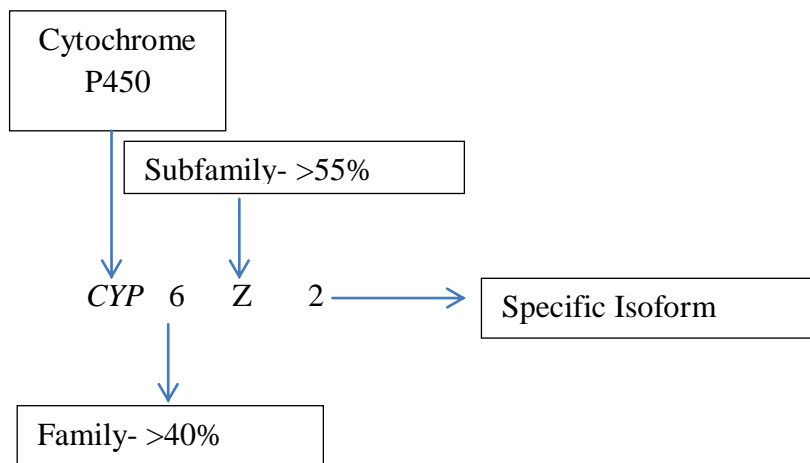 Cytochrome
P450
Subfamily- >55%
CYP 6 Z 2
Specific Isoform
Family- >40%